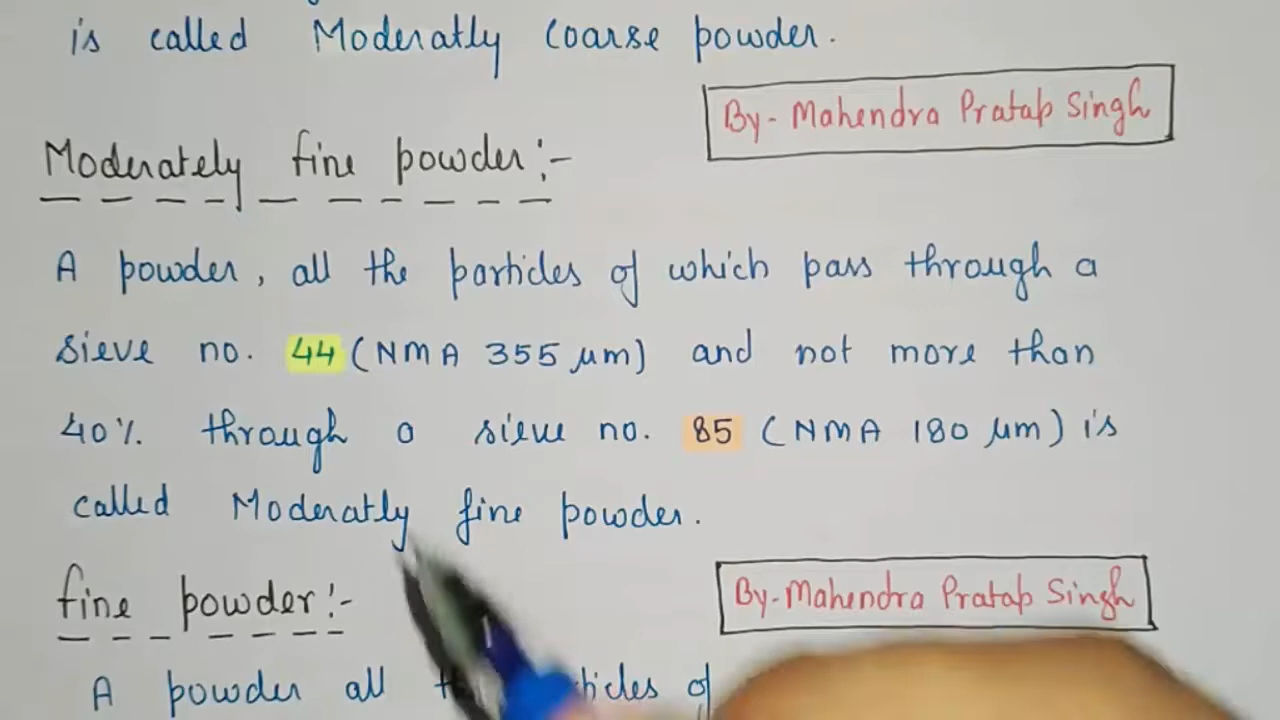 is called Moderatly coarse powder.
By- Mahendra Pratap Singh
Moderately fine powder:-
A powder, all the particles of which pass through a
sieve no. 44 (NMA 355 µm) and not more than
40% through a sieve no. 85 (NMA 180 µm) is
called Moderatly fine powder.
fine powder:-
By-Mahendra Pratap Singh
A powder all of